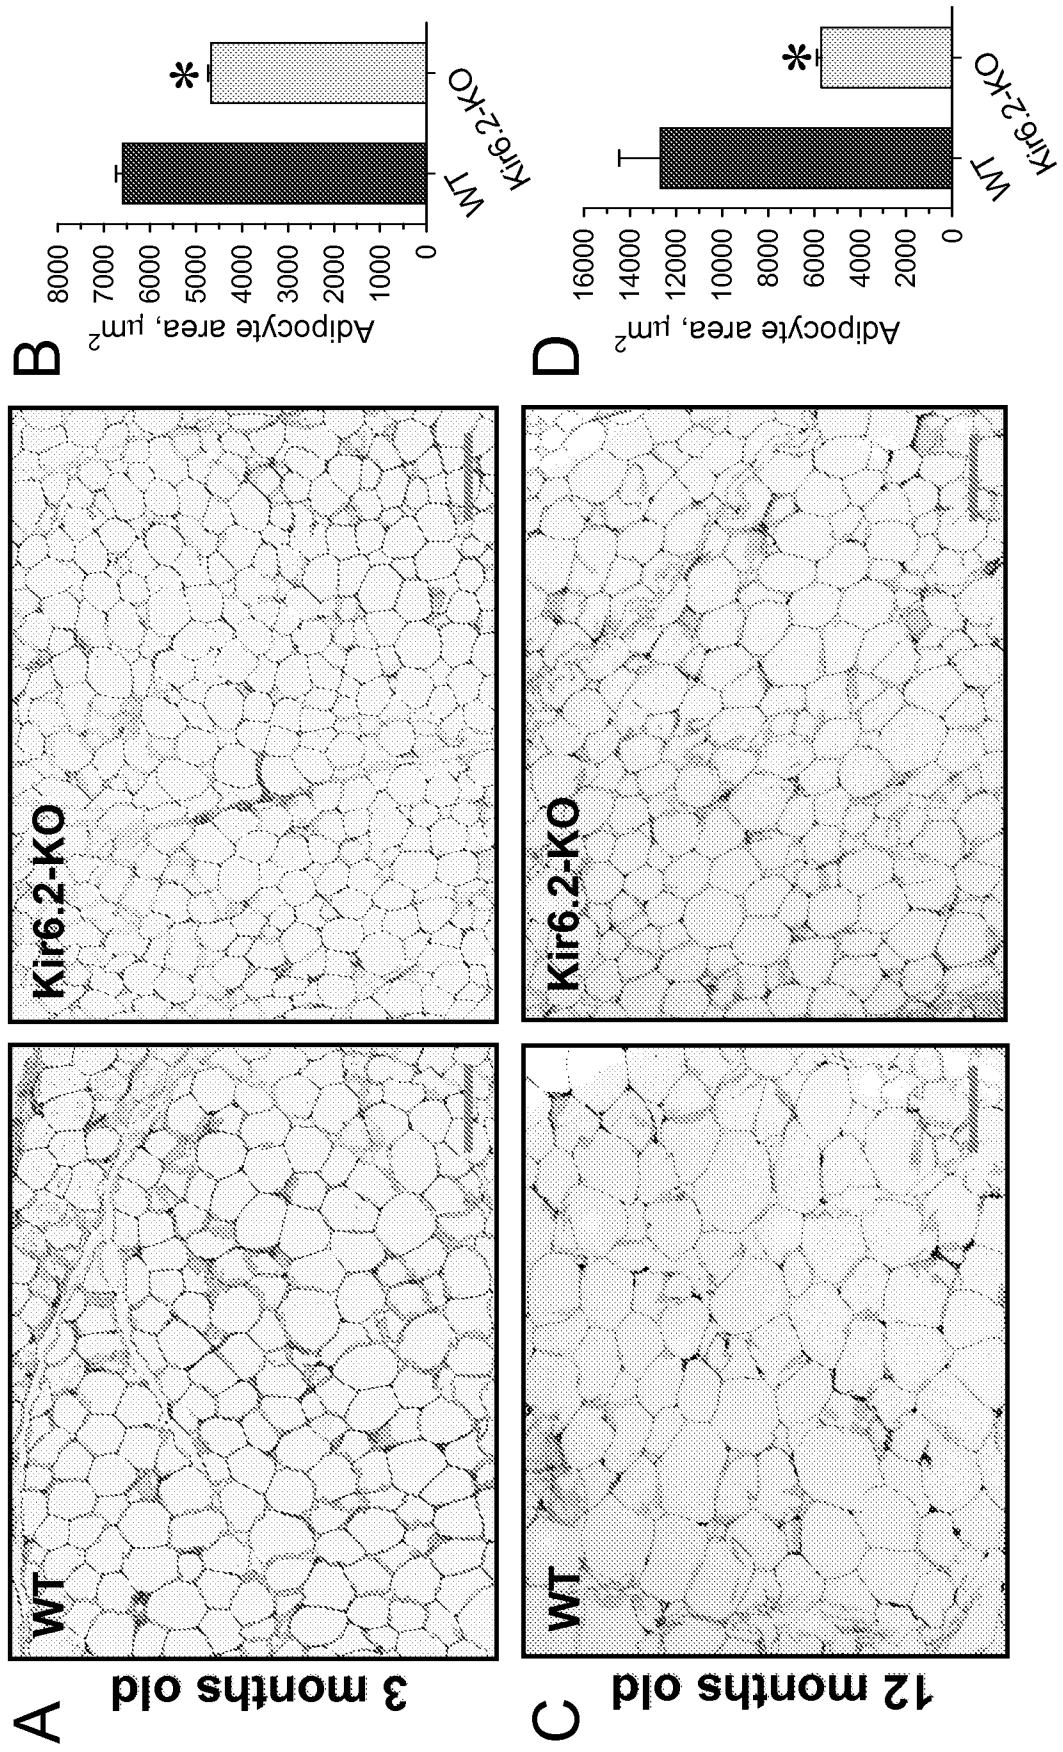 A
3 months old
WT
Kir6.2-KO
B
Adipocyte area, µm²
8000
7000
6000
5000
4000
3000
2000
1000
0
*
WT
Kir6.2-KO
C
12 months old
WT
Kir6.2-KO
D
Adipocyte area, µm²
16000
14000
12000
10000
8000
6000
4000
2000
0
*
WT
Kir6.2-KO